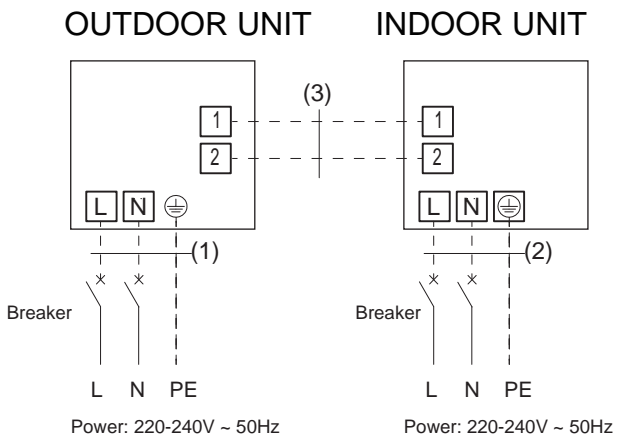 OUTDOOR UNIT INDOOR UNIT
(3)
1 1
2 2
L N L N
(1) (2)
Breaker Breaker
L N PE L N PE
Power: 220-240V ~ 50Hz Power: 220-240V ~ 50Hz